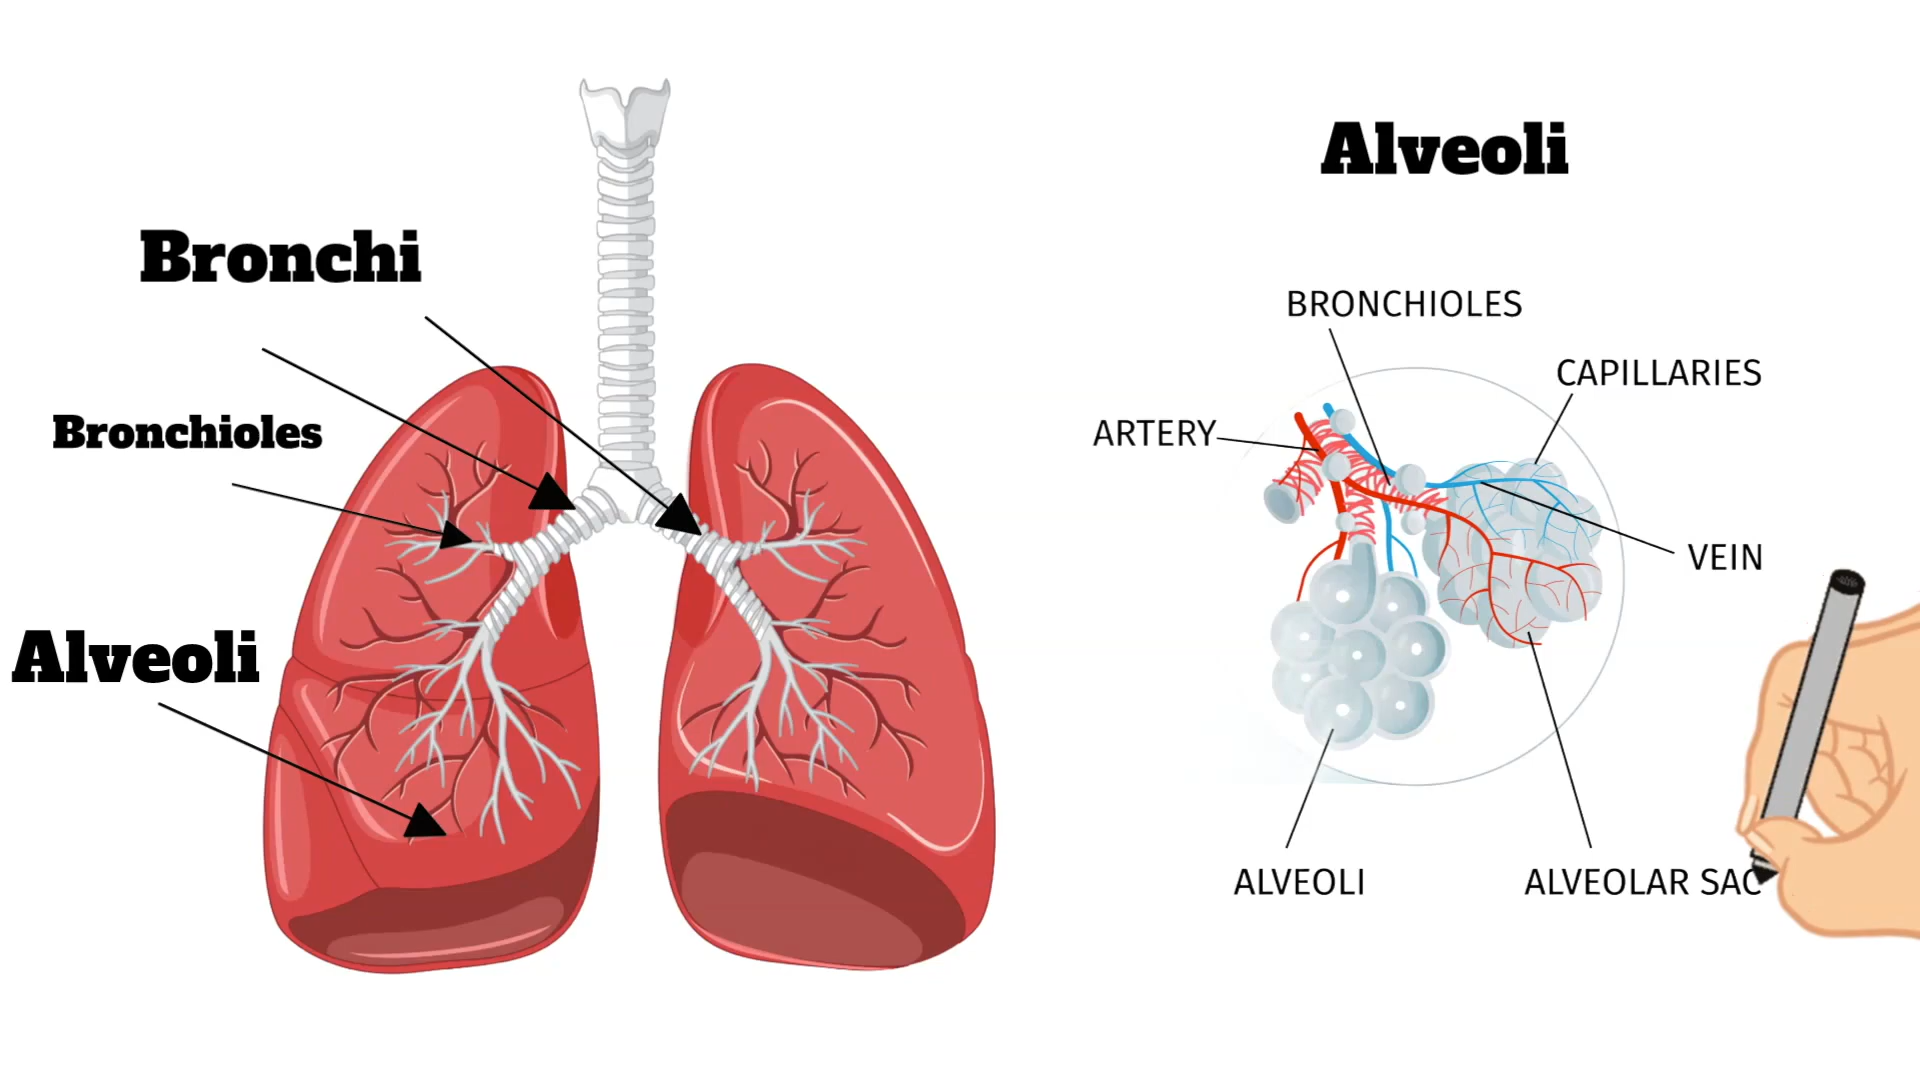 Bronchi
Bronchioles
Alveoli
Alveoli
BRONCHIOLES
CAPILLARIES
ARTERY
VEIN
ALVEOLI
ALVEOLAR SAC